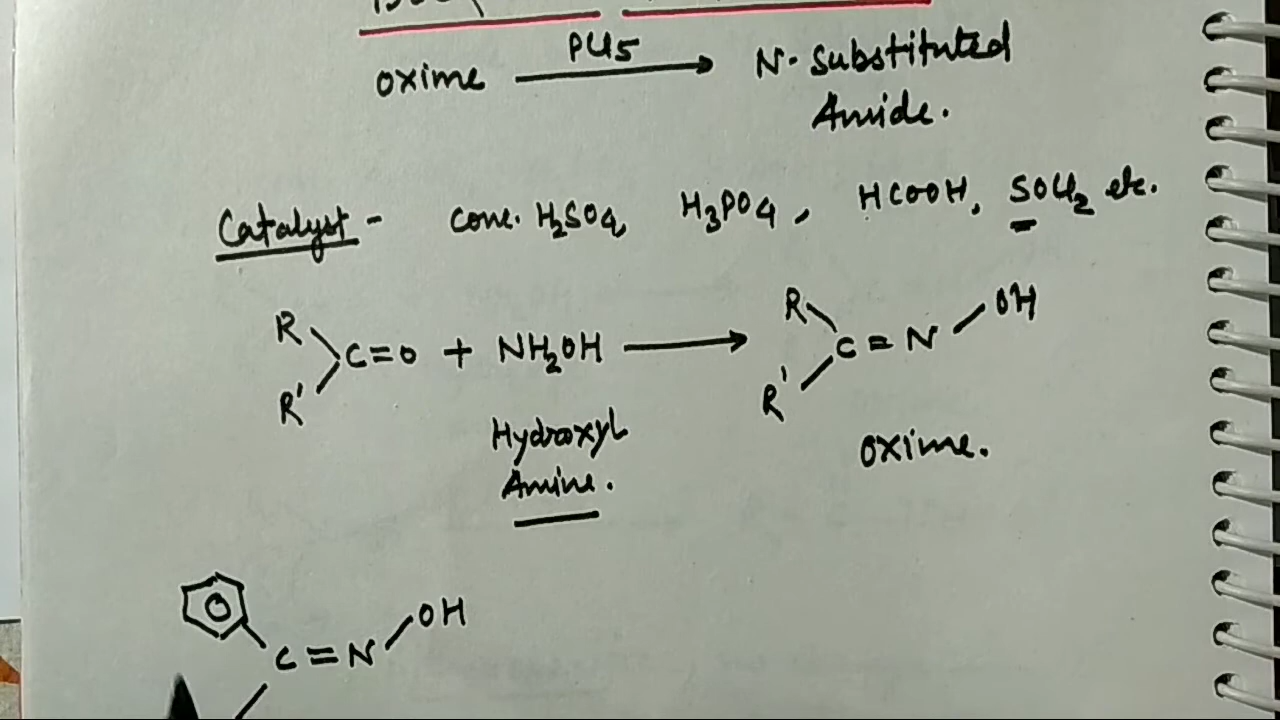 PCl5
oxime ⟶ N-Substituted
Amide.
Catalyst - conc. H2SO4, H3PO4, HCOOH, SOCl2 etc.
R R OH
C=O + NH2OH ⟶ C=N
R' R'
Hydroxyl oxime.
Amine.
OH
C=N